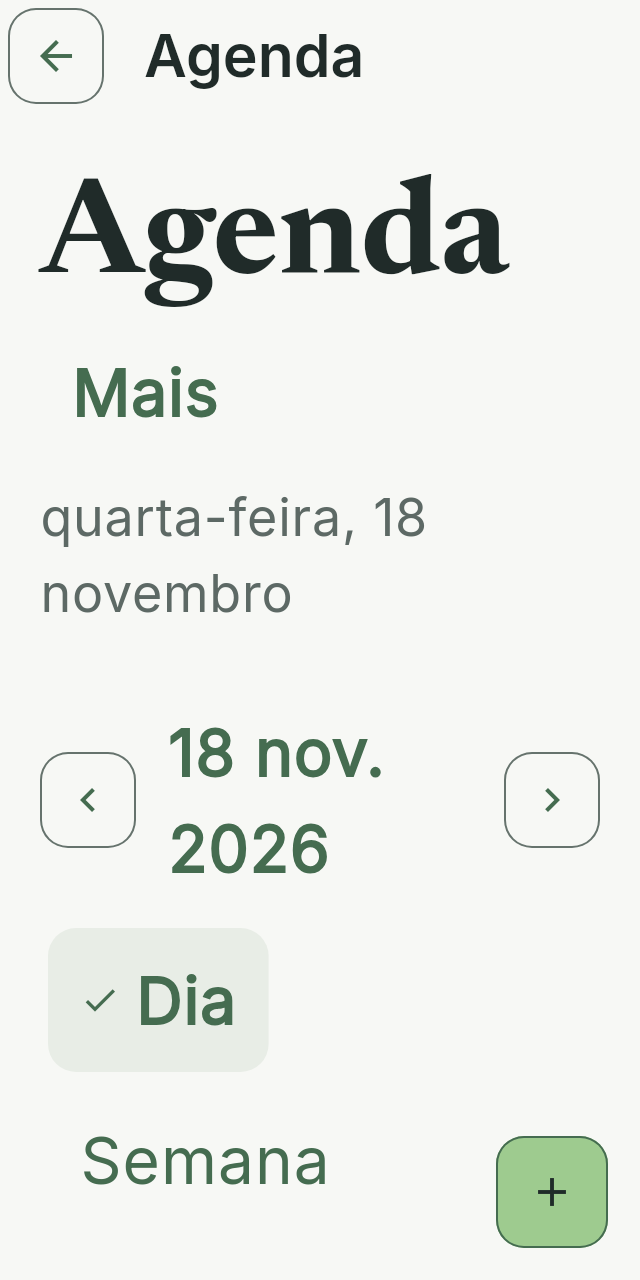 Agenda
Agenda
Mais
quarta-feira, 18
novembro
18 nov.
2026
Dia
Semana